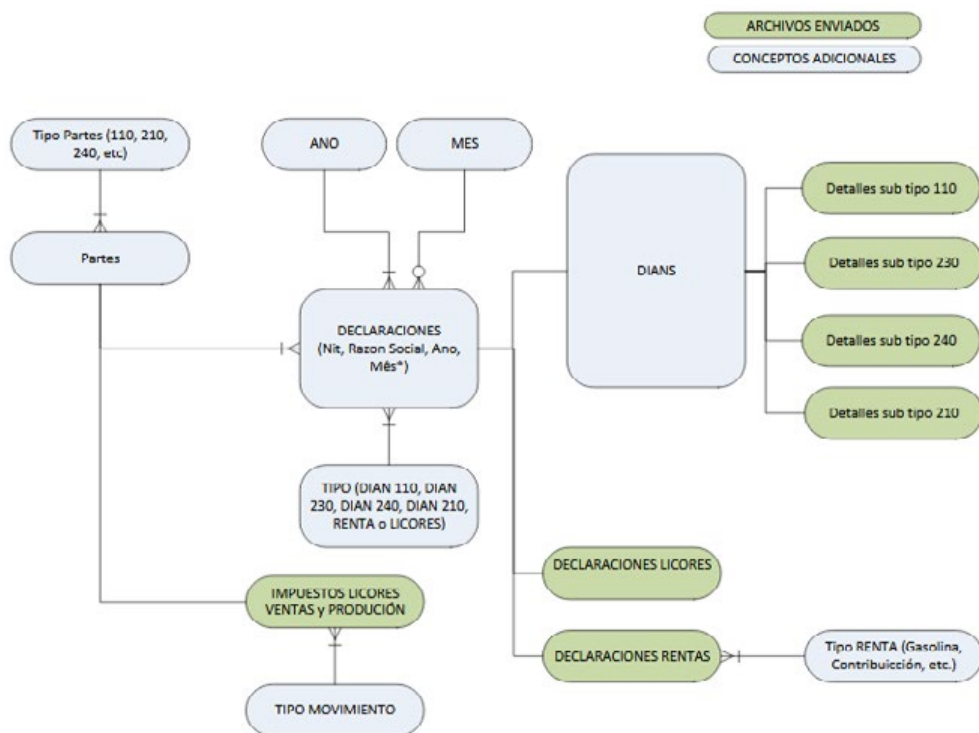 ARCHIVOS ENVIADOS
CONCEPTOS ADICIONALES
Tipo Partes (110, 210,
240, etc)
ANO
MES
Partes
DECLARACIONES
(Nit, Razon Social, Ano,
Mês*)
DIANS
Detalles sub tipo 110
Detalles sub tipo 230
Detalles sub tipo 240
Detalles sub tipo 210
TIPO (DIAN 110, DIAN
230, DIAN 240, DIAN 210,
RENTA o LICORES)
DECLARACIONES LICORES
IMPUESTOS LICORES
VENTAS y PRODUCIÓN
DECLARACIONES RENTAS
Tipo RENTA (Gasolina,
Contribuicción, etc.)
TIPO MOVIMIENTO